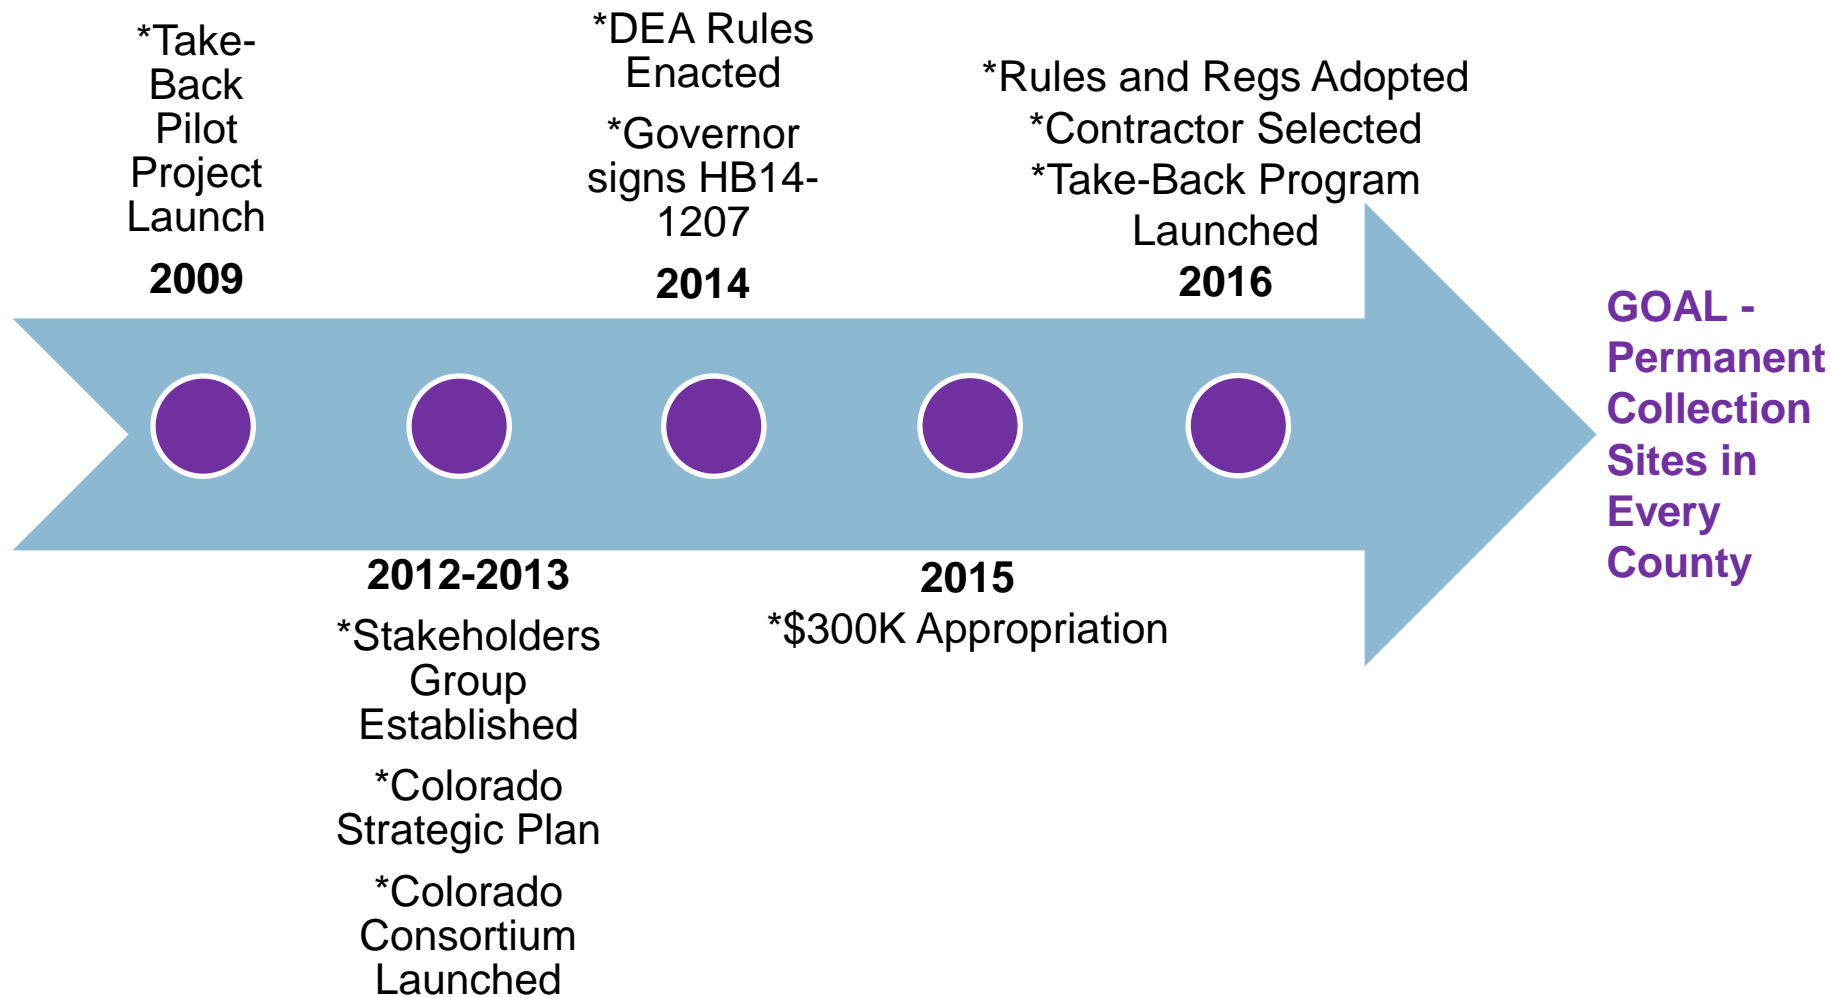 *Take-
Back
Pilot
Project
Launch
2009
*DEA Rules
Enacted
*Governor
signs HB14-
1207
2014
*Rules and Regs Adopted
*Contractor Selected
*Take-Back Program
Launched
2016
GOAL -
Permanent
Collection
Sites in
Every
County
2012-2013
*Stakeholders
Group
Established
*Colorado
Strategic Plan
*Colorado
Consortium
Launched
2015
*$300K Appropriation